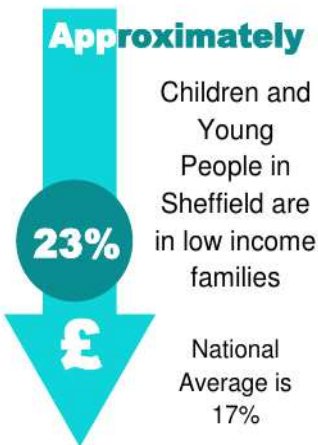 Approximately
Children and
Young
People in
Sheffield are
23%
in low income
families
£
National
Average is
17%